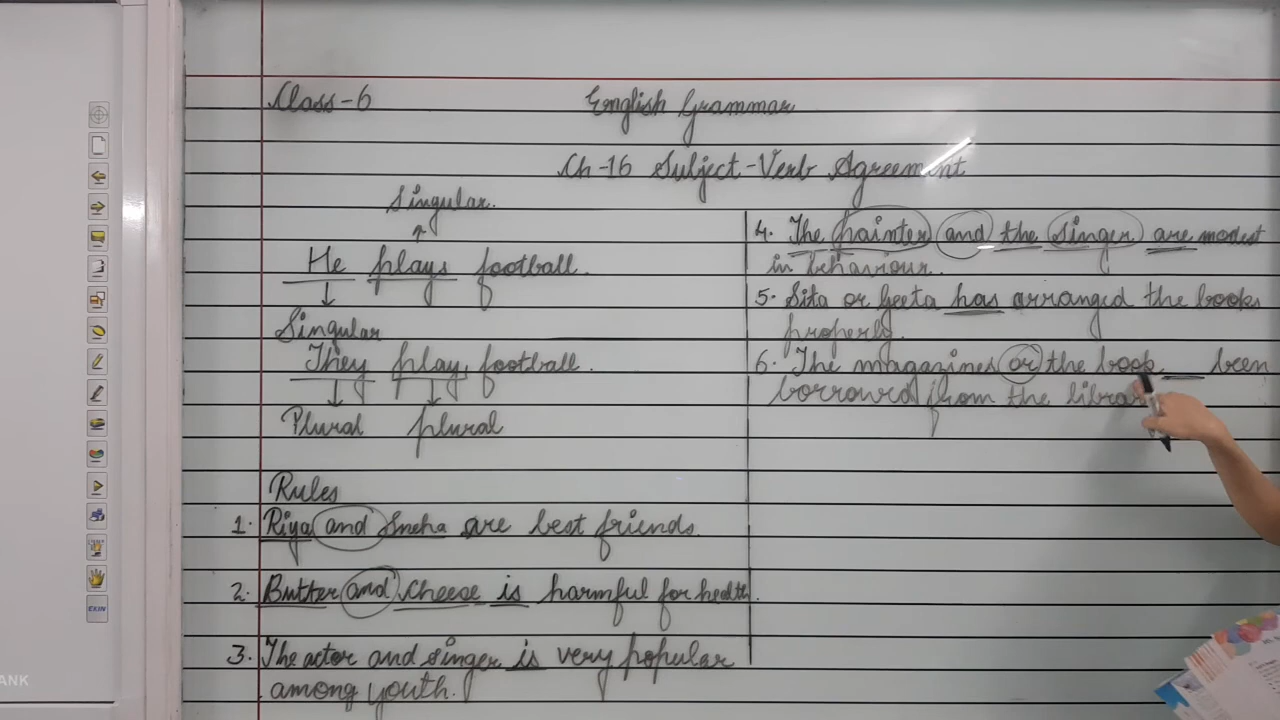 Class-6
English Grammar
Ch-16 Subject-Verb Agreement
Singular.
He plays football.
Singular
They play football.
Plural plural
Rules
1. Riya and Sneha are best friends.
2. Butter and cheese is harmful for health.
3. The actor and singer is very popular
among youth.
4. The painter and the singer are modest
in behaviour.
5. Sita or Geeta has arranged the books
properly.
6. The magazines or the book __ been
borrowed from the
ANK
EKIN